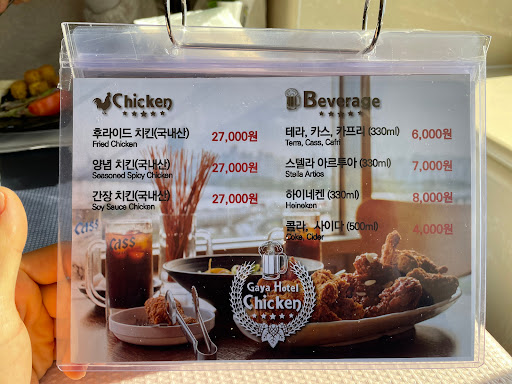 Chicken
후라이드 치킨(국내산) 27,000원
Fried Chicken
양념 치킨(국내산) 27,000원
Seasoned Spicy Chicken
간장 치킨(국내산) 27,000원
Soy Sauce Chicken
Beverage
테라, 카스, 카프리 (330ml) 6,000원
Terra, Cass, Cafri
스텔라 아르투아 (330ml) 7,000원
Stella Artios
하이네켄 (330ml) 8,000원
Heineken
콜라, 사이다 (500ml) 4,000원
Coke, Cider
cass
cass
Gaya Hotel
Chicken